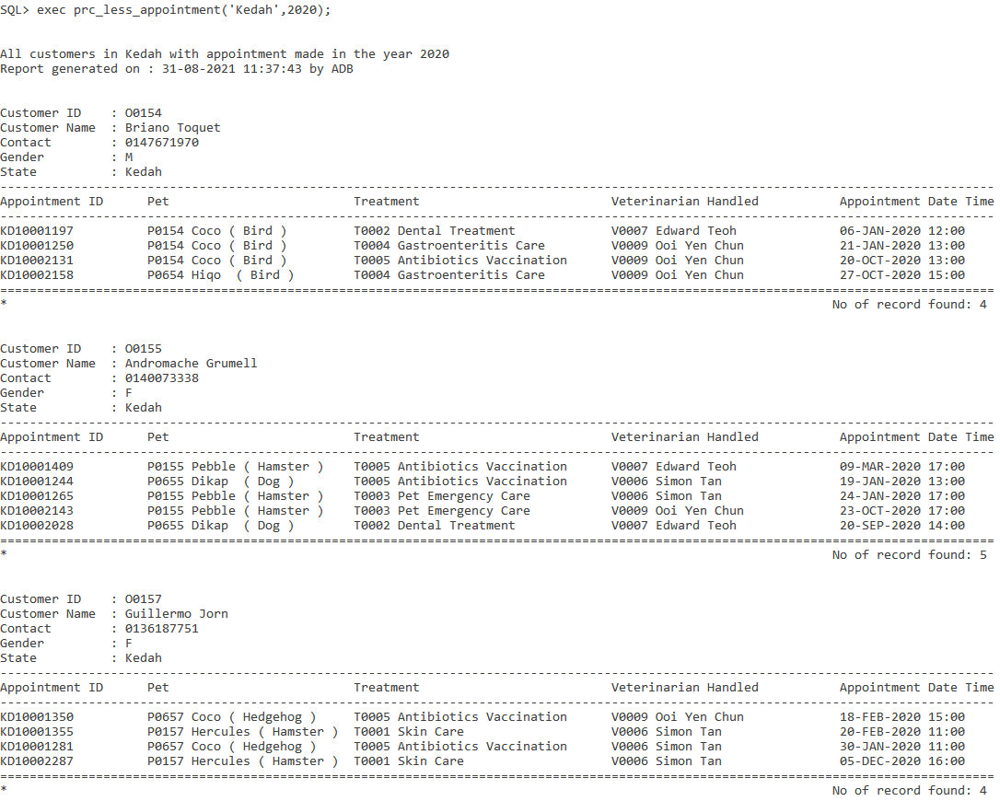 SQL> exec prc_less_appointment('Kedah',2020);
All customers in Kedah with appointment made in the year 2020
Report generated on : 31-08-2021 11:37:43 by ADB
Customer ID    : O0154
Customer Name  : Briano Toquet
Contact        : 0147671970
Gender         : M
State          : Kedah
---------------------------------------------------------------------------------------------------------------------------------------
Appointment ID      Pet                         Treatment                          Veterinarian Handled           Appointment Date Time
---------------------------------------------------------------------------------------------------------------------------------------
KD10001197          P0154 Coco ( Bird )         T0002 Dental Treatment             V0007 Edward Teoh              06-JAN-2020 12:00
KD10001250          P0154 Coco ( Bird )         T0004 Gastroenteritis Care         V0009 Ooi Yen Chun             21-JAN-2020 13:00
KD10002131          P0154 Coco ( Bird )         T0005 Antibiotics Vaccination      V0009 Ooi Yen Chun             20-OCT-2020 13:00
KD10002158          P0654 Hiqo  ( Bird )        T0004 Gastroenteritis Care         V0009 Ooi Yen Chun             27-OCT-2020 15:00
=======================================================================================================================================
*                                                                                                                No of record found: 4
Customer ID    : O0155
Customer Name  : Andromache Grumell
Contact        : 0140073338
Gender         : F
State          : Kedah
---------------------------------------------------------------------------------------------------------------------------------------
Appointment ID      Pet                         Treatment                          Veterinarian Handled           Appointment Date Time
---------------------------------------------------------------------------------------------------------------------------------------
KD10001409          P0155 Pebble ( Hamster )    T0005 Antibiotics Vaccination      V0007 Edward Teoh              09-MAR-2020 17:00
KD10001244          P0655 Dikap  ( Dog )        T0005 Antibiotics Vaccination      V0006 Simon Tan                19-JAN-2020 13:00
KD10001265          P0155 Pebble ( Hamster )    T0003 Pet Emergency Care           V0006 Simon Tan                24-JAN-2020 17:00
KD10002143          P0155 Pebble ( Hamster )    T0003 Pet Emergency Care           V0009 Ooi Yen Chun             23-OCT-2020 17:00
KD10002028          P0655 Dikap  ( Dog )        T0002 Dental Treatment             V0007 Edward Teoh              20-SEP-2020 14:00
=======================================================================================================================================
*                                                                                                                No of record found: 5
Customer ID    : O0157
Customer Name  : Guillermo Jorn
Contact        : 0136187751
Gender         : F
State          : Kedah
---------------------------------------------------------------------------------------------------------------------------------------
Appointment ID      Pet                         Treatment                          Veterinarian Handled           Appointment Date Time
---------------------------------------------------------------------------------------------------------------------------------------
KD10001350          P0657 Coco ( Hedgehog )     T0005 Antibiotics Vaccination      V0009 Ooi Yen Chun             18-FEB-2020 15:00
KD10001355          P0157 Hercules ( Hamster )  T0001 Skin Care                    V0006 Simon Tan                20-FEB-2020 11:00
KD10001281          P0657 Coco ( Hedgehog )     T0005 Antibiotics Vaccination      V0006 Simon Tan                30-JAN-2020 11:00
KD10002287          P0157 Hercules ( Hamster )  T0001 Skin Care                    V0006 Simon Tan                05-DEC-2020 16:00
=======================================================================================================================================
*                                                                                                                No of record found: 4